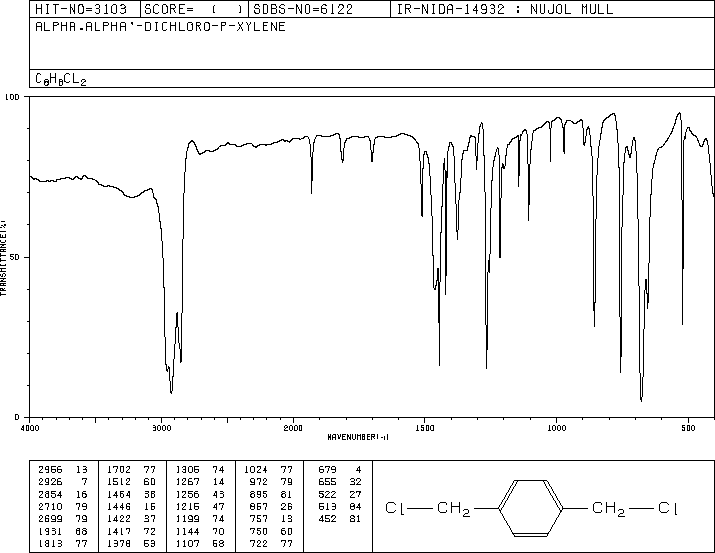 HIT-NO=3103 SCORE= ( ) SDBS-NO=6122 IR-NIDA-14932 : NUJOL MULL
ALPHA.ALPHA'-DICHLORO-P-XYLENE
C8H8CL2
100
50
0
TRANSMITTANCE(%)
4000 3000 2000 1500 1000 500
WAVENUMBER(-1)
2956 13 1702 77 1306 74 1024 77 679 4
2926 7 1512 60 1267 14 972 79 655 32
2854 16 1464 38 1256 43 895 81 522 27
2710 79 1446 16 1216 47 857 26 513 84
2699 79 1422 37 1199 74 757 13 452 81
1931 68 1417 72 1144 70 750 60
1813 77 1378 53 1107 58 722 77
Cl CH2 CH2 Cl